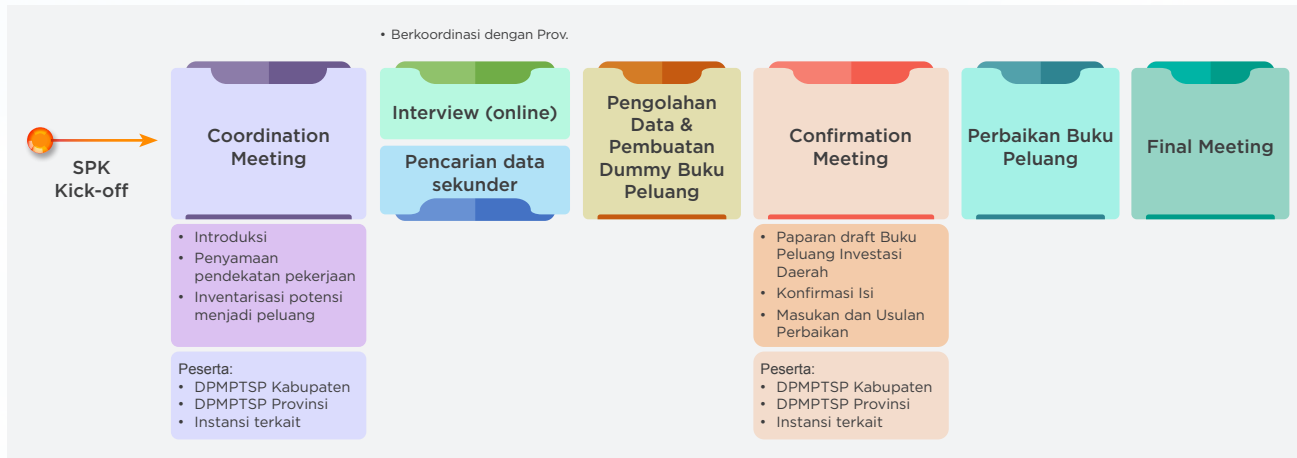 • Berkoordinasi dengan Prov.
SPK
Kick-off
Coordination
Meeting
• Introduksi
• Penyamaan
pendekatan pekerjaan
• Inventarisasi potensi
menjadi peluang
Peserta:
• DPMPTSP Kabupaten
• DPMPTSP Provinsi
• Instansi terkait
Interview (online)
Pencarian data
sekunder
Pengolahan
Data &
Pembuatan
Dummy Buku
Peluang
Confirmation
Meeting
• Paparan draft Buku
Peluang Investasi
Daerah
• Konfirmasi Isi
• Masukan dan Usulan
Perbaikan
Peserta:
• DPMPTSP Kabupaten
• DPMPTSP Provinsi
• Instansi terkait
Perbaikan Buku
Peluang
Final Meeting